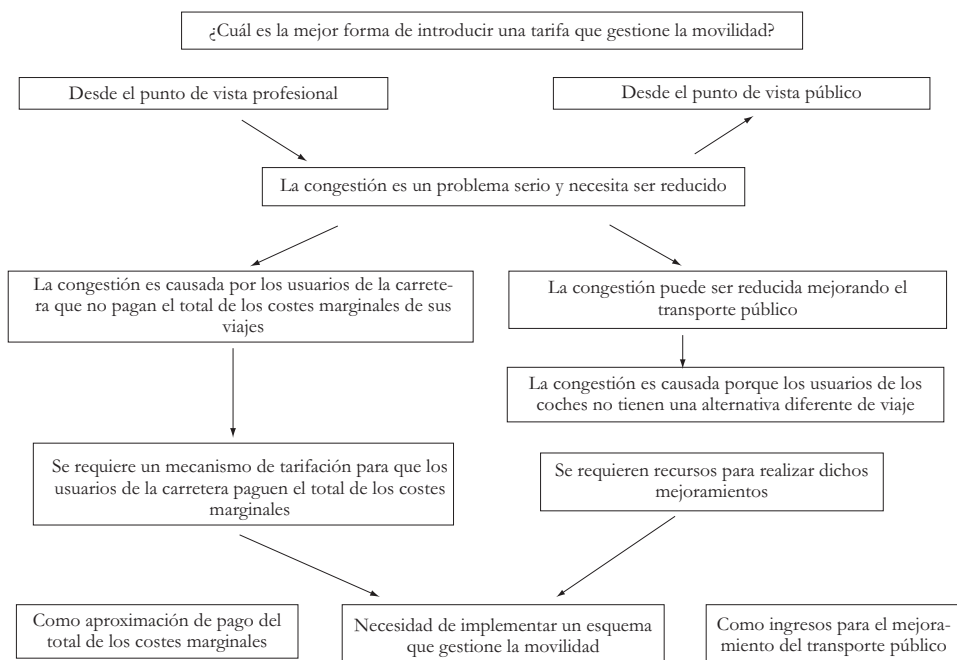 ¿Cuál es la mejor forma de introducir una tarifa que gestione la movilidad?
Desde el punto de vista profesional
Desde el punto de vista público
La congestión es un problema serio y necesita ser reducido
La congestión es causada por los usuarios de la carrete-
ra que no pagan el total de los costes marginales de sus
viajes
La congestión puede ser reducida mejorando el
transporte público
La congestión es causada porque los usuarios de los
coches no tienen una alternativa diferente de viaje
Se requiere un mecanismo de tarifación para que los
usuarios de la carretera paguen el total de los costes
marginales
Se requieren recursos para realizar dichos
mejoramientos
Como aproximación de pago del
total de los costes marginales
Necesidad de implementar un esquema
que gestione la movilidad
Como ingresos para el mejora-
miento del transporte público